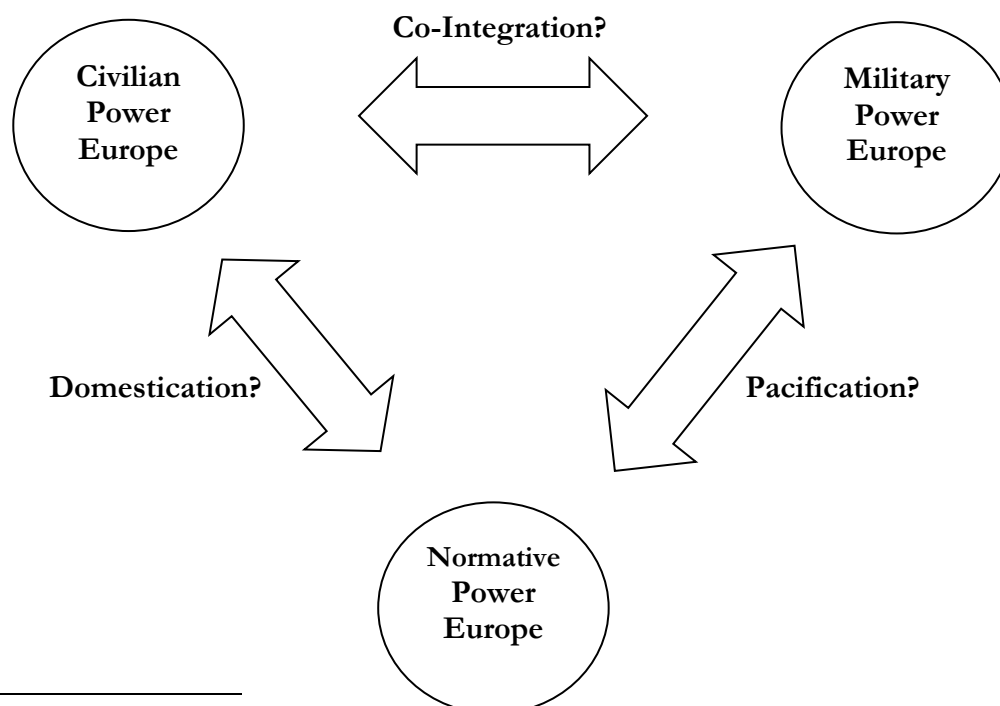 Co-Integration?
Civilian
Power
Europe
Military
Power
Europe
Domestication?
Pacification?
Normative
Power
Europe